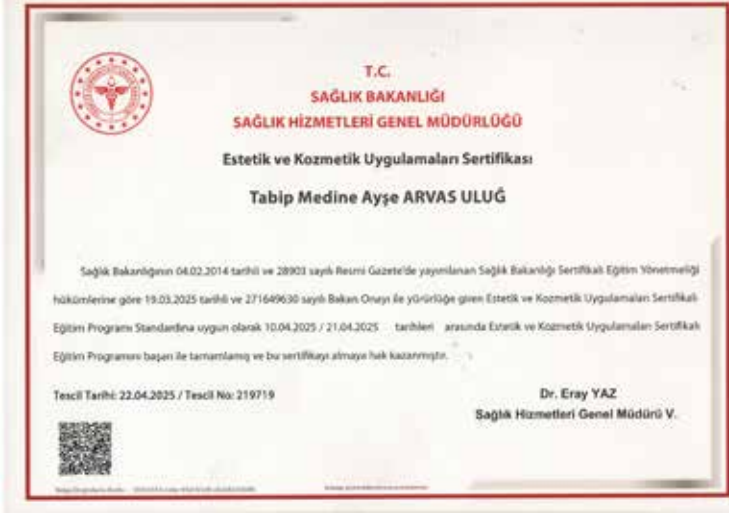 T.C.
SAĞLIK BAKANLIĞI
SAĞLIK HİZMETLERİ GENEL MÜDÜRLÜĞÜ
Estetik ve Kozmetik Uygulamaları Sertifikası
Tabip Medine Ayşe ARVAS ULUĞ
Sağlık Bakanlığının 04.02.2014 tarihli ve 28903 sayılı Resmi Gazete'de yayımlanan Sağlık Bakanlığı Sertifikalı Eğitim Yönetmeliği
hükümlerine göre 19.03.2025 tarihli ve 271649630 sayılı Bakan Onayı ile yürürlüğe giren Estetik ve Kozmetik Uygulamaları Sertifikalı
Eğitim Programı Standardına uygun olarak 10.04.2025 / 21.04.2025 tarihleri arasında Estetik ve Kozmetik Uygulamaları Sertifikalı
Eğitim Programını başarı ile tamamlamış ve bu sertifikayı almaya hak kazanmıştır.
Tescil Tarihi: 22.04.2025 / Tescil No: 219719
Dr. Eray YAZ
Sağlık Hizmetleri Genel Müdürü V.